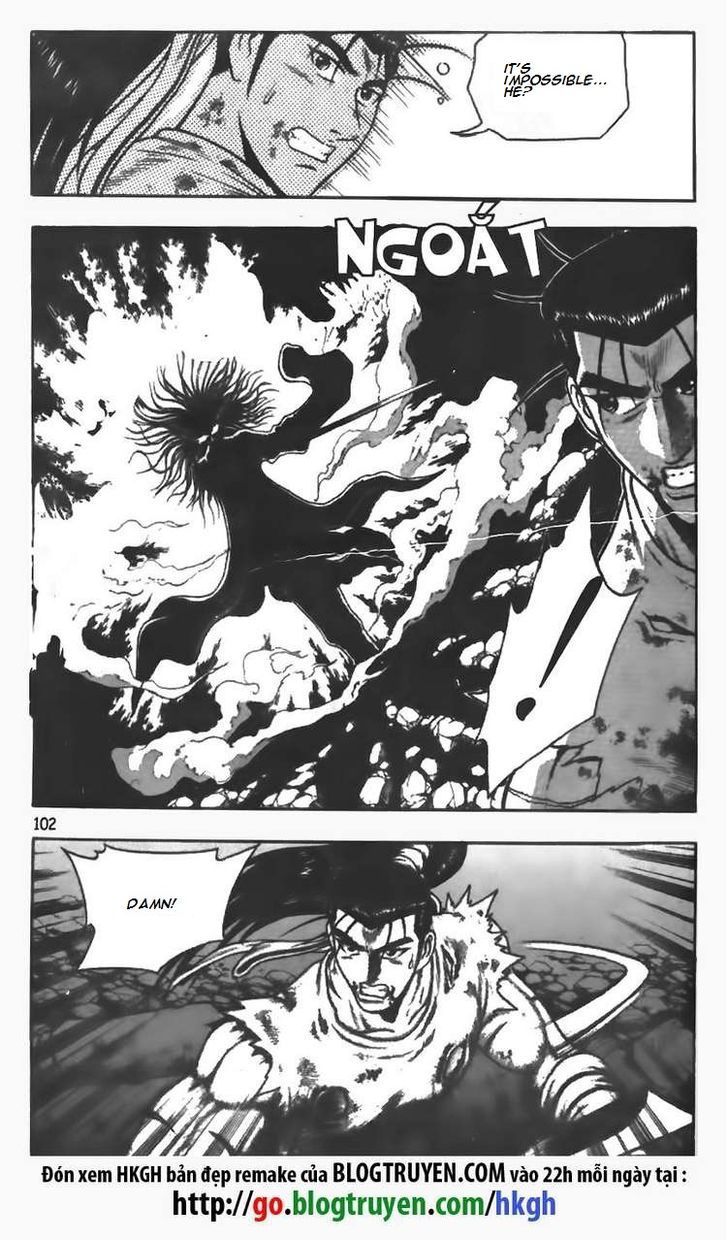 IT'S
IMPOSSIBLE...
HE?
NGOẮT
!
102
DAMN!
Đón xem HKGH bản đẹp remake của BLOGTRUYEN.COM vào 22h mỗi ngày tại :
http://go.blogtruyen.com/hkgh